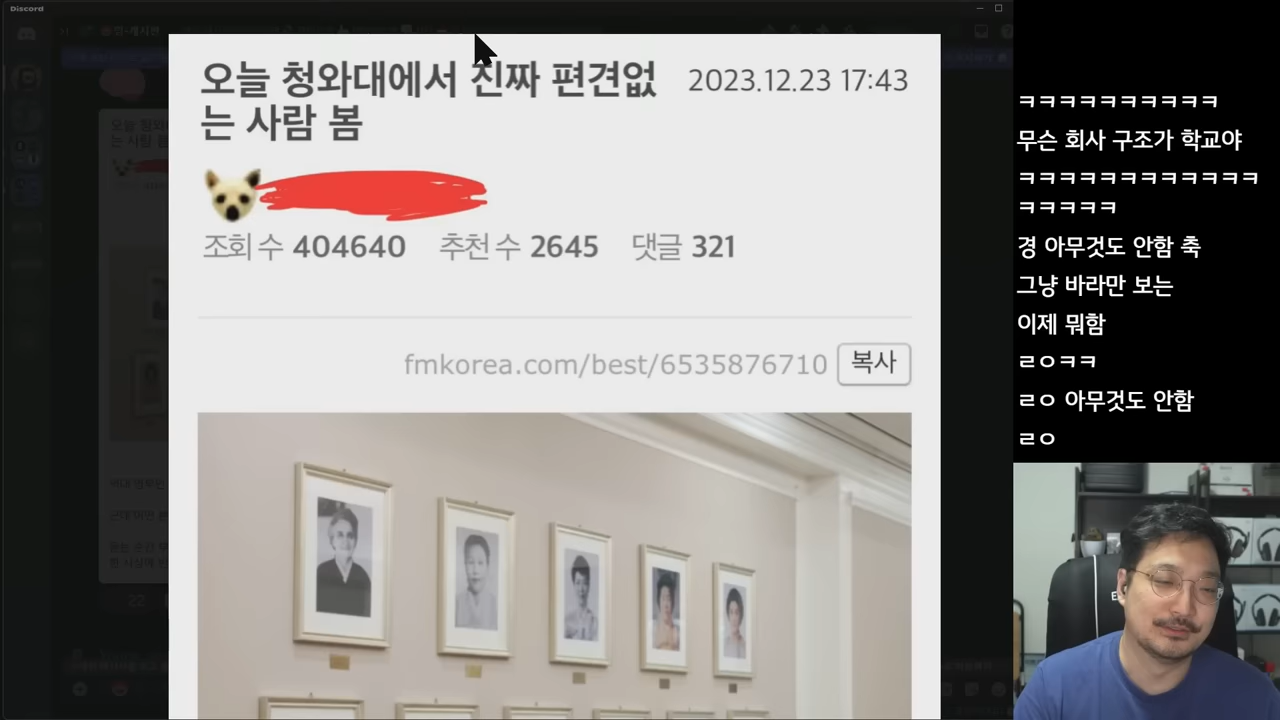 Discord
오늘 청와대에서 진짜 편견없
는 사람 봄
2023.12.23 17:43
조회 수 404640 추천 수 2645 댓글 321
fmkorea.com/best/6535876710 복사
ㅋㅋㅋㅋㅋㅋㅋㅋㅋㅋ
무슨 회사 구조가 학교야
ㅋㅋㅋㅋㅋㅋㅋㅋㅋㅋㅋㅋ
ㅋㅋㅋㅋㅋ
경 아무것도 안함 축
그냥 바라만 보는
이제 뭐함
ㄹㅇㅋㅋ
ㄹㅇ 아무것도 안함
ㄹㅇ
22